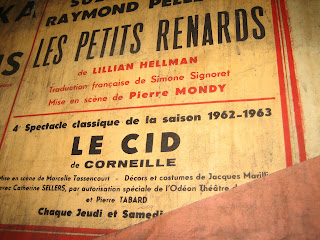 RAYMOND
LES PETITS RENARDS
de LILLIAN HELLMAN
Traduction française de Simone Signoret
Mise en scène de Pierre MONDY
4e Spectacle classique de la saison 1962-1963
LE CID
de CORNEILLE
Mise en scène de Marcelle Tassencourt - Décors et costumes de Jacques
avec Catherine SELLERS, par autorisation spéciale de l'Odéon Théâtre
et Pierre TABARD
Chaque Jeudi et Samedi